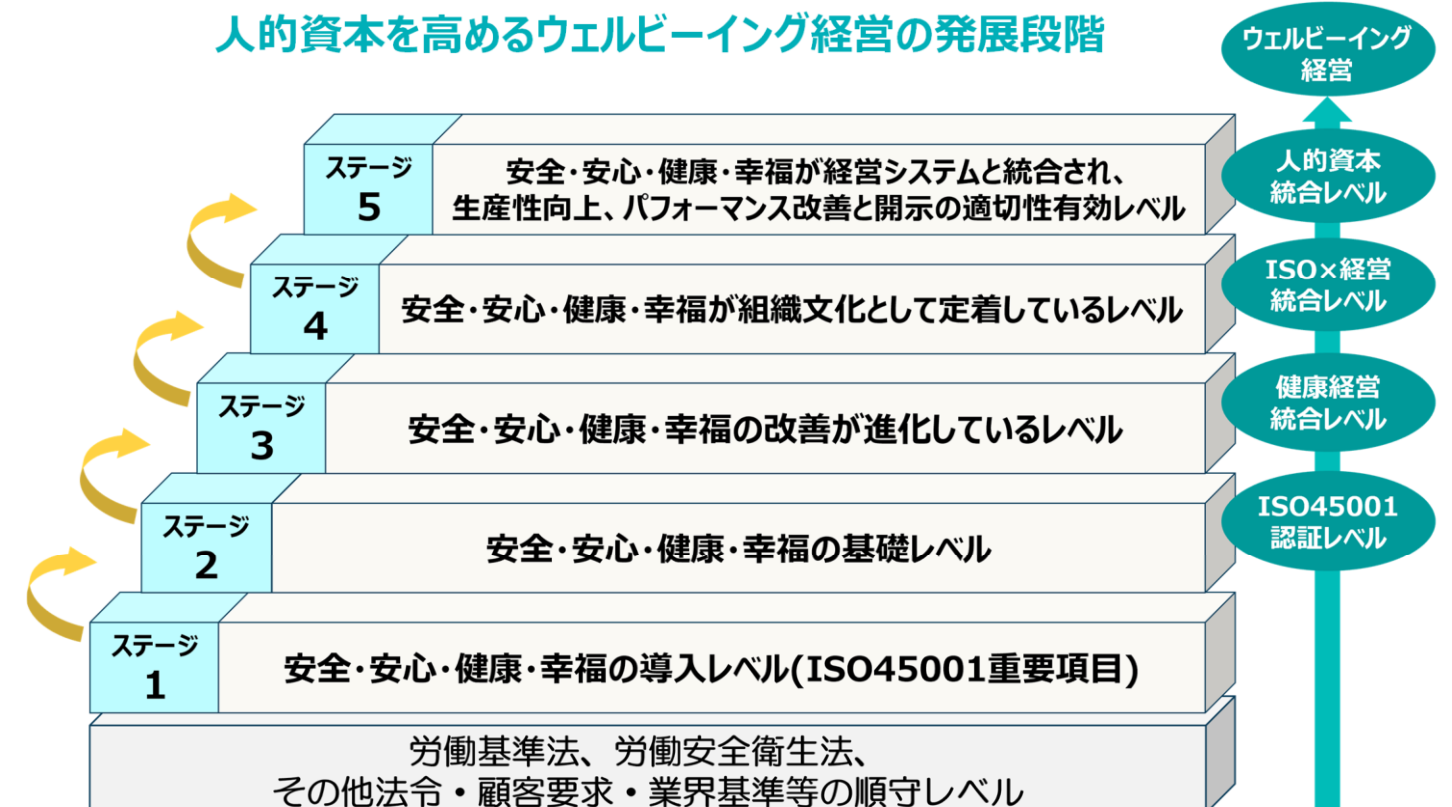 人的資本を高めるウェルビーイング経営の発展段階
ウェルビーイング
経営
ステージ
5
安全・安心・健康・幸福が経営システムと統合され、
生産性向上、パフォーマンス改善と開示の適切性有効レベル
人的資本
統合レベル
ステージ
4
安全・安心・健康・幸福が組織文化として定着しているレベル
ISO×経営
統合レベル
ステージ
3
安全・安心・健康・幸福の改善が進化しているレベル
健康経営
統合レベル
ステージ
2
安全・安心・健康・幸福の基礎レベル
ISO45001
認証レベル
ステージ
1
安全・安心・健康・幸福の導入レベル(ISO45001重要項目)
労働基準法、労働安全衛生法、
その他法令・顧客要求・業界基準等の順守レベル